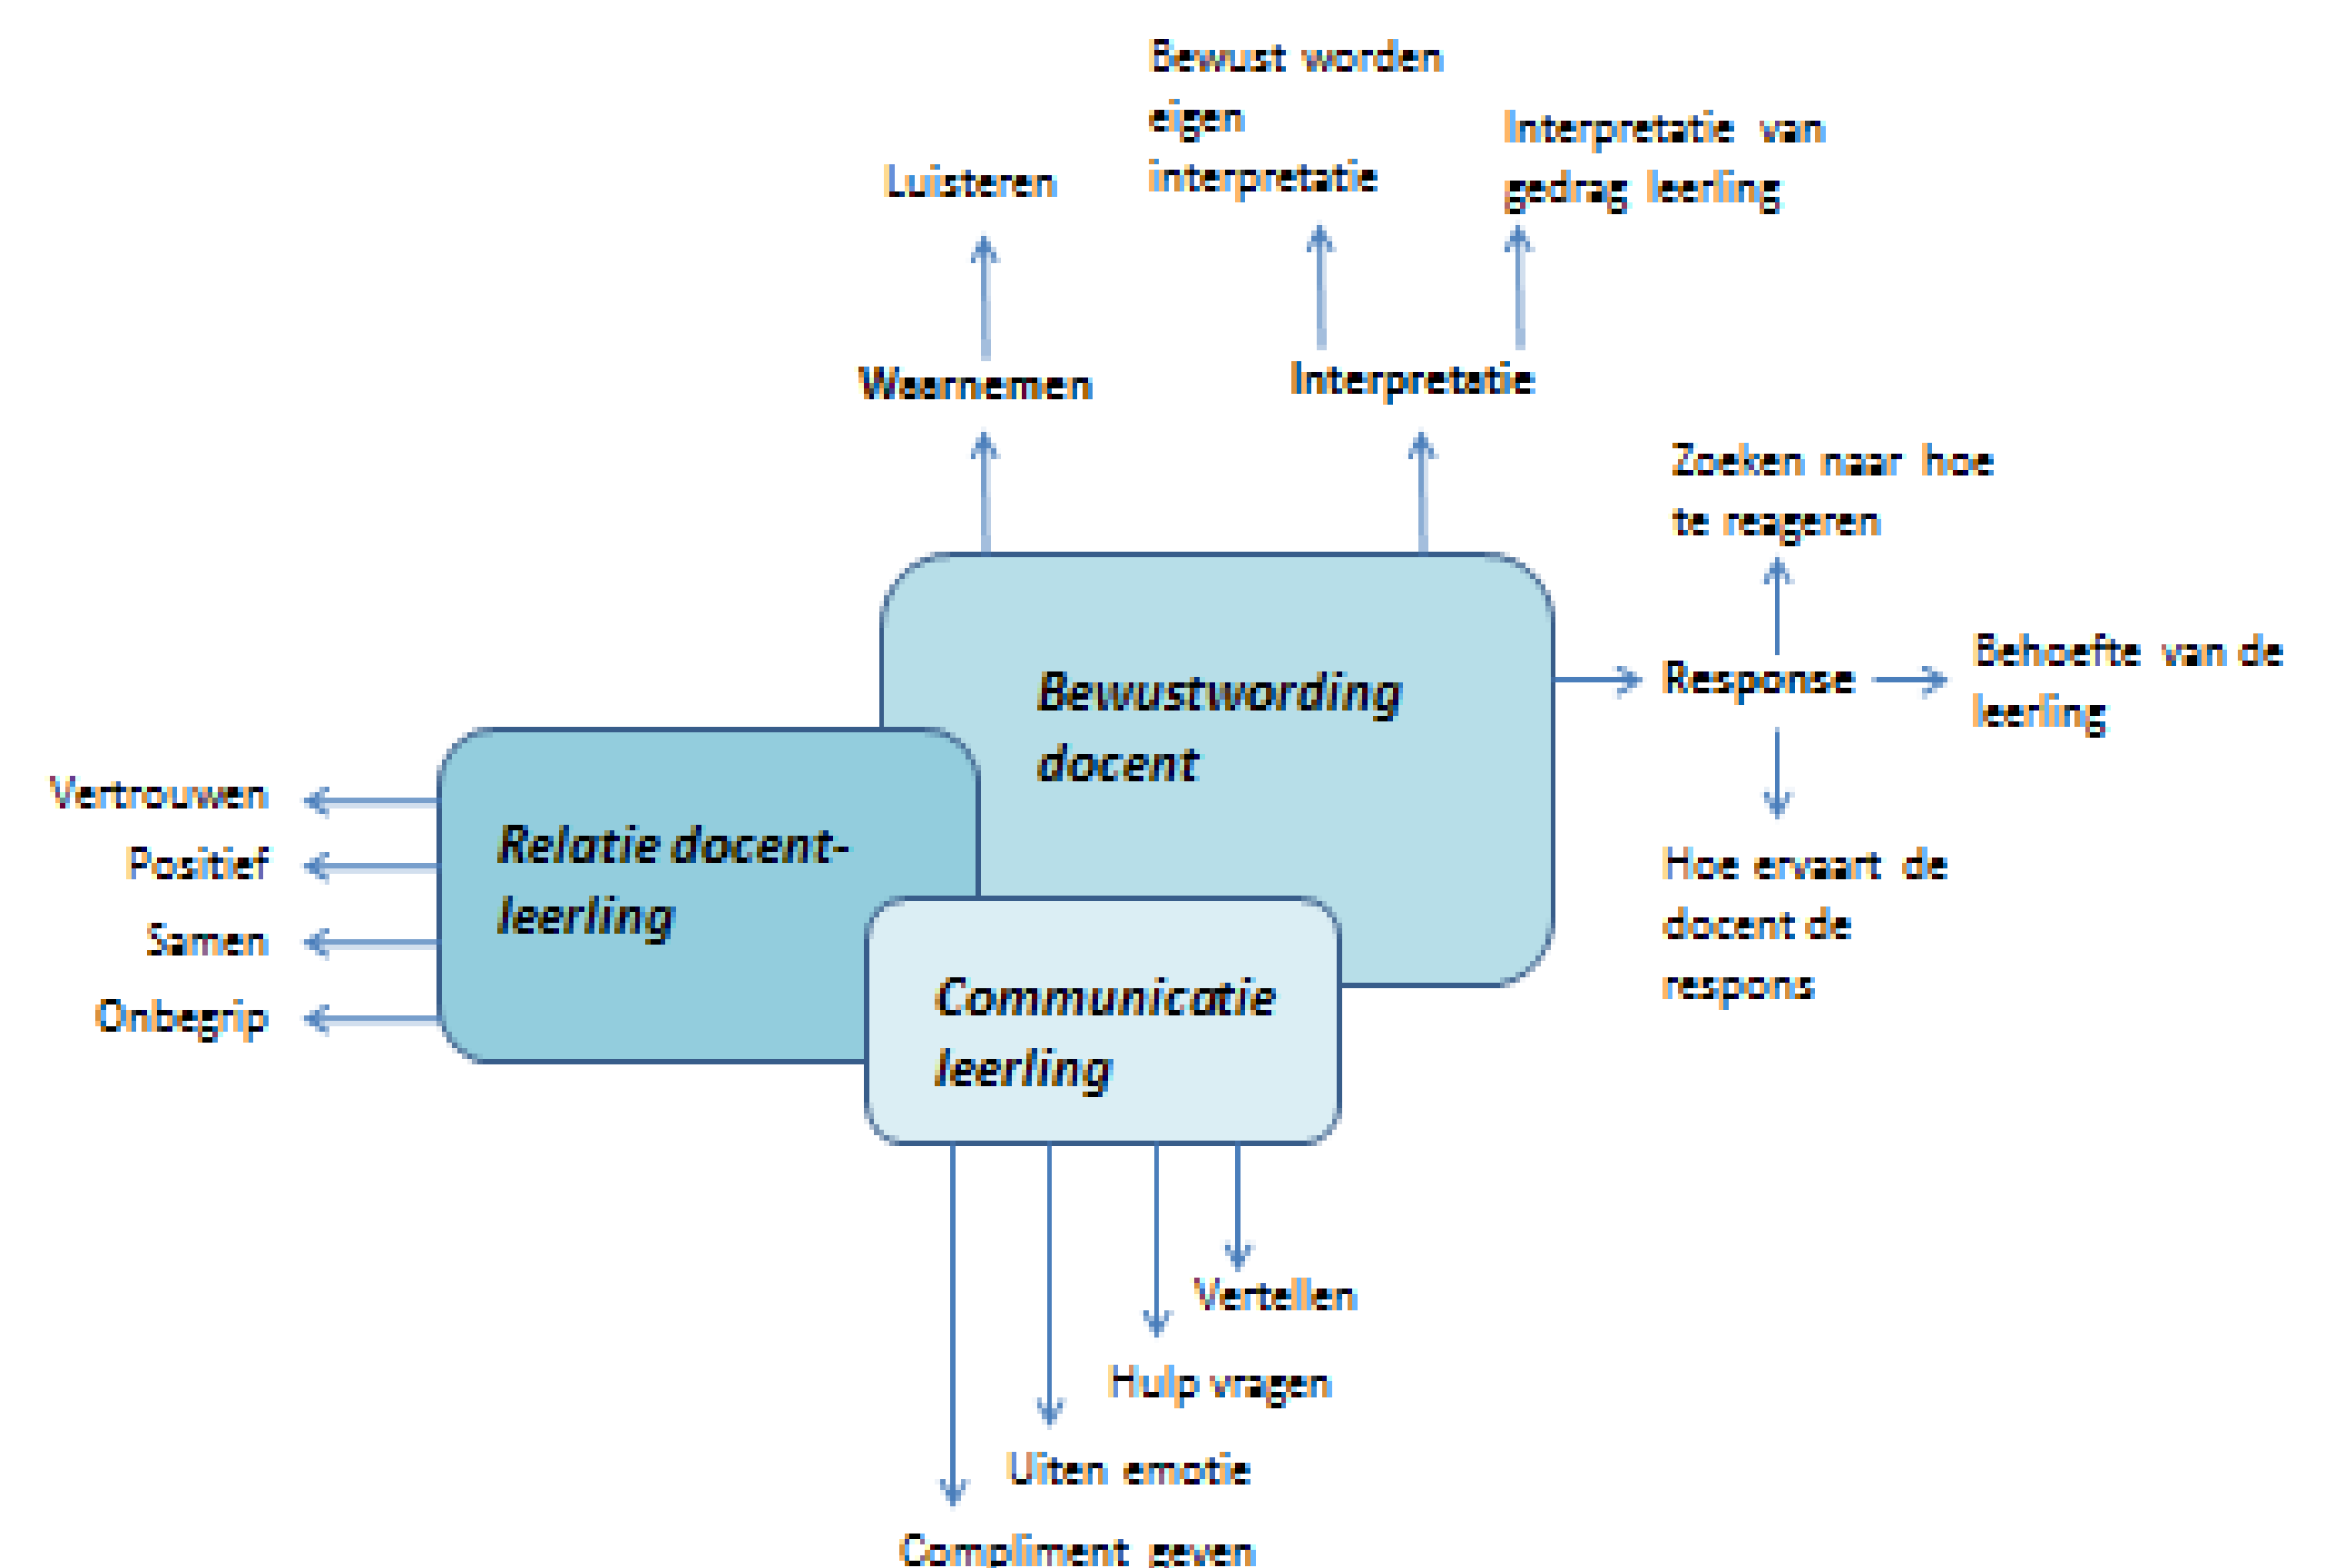 Bewust worden
eigen
interpretatie
Interpretatie van
gedrag leerling
Luisteren
Waarnemen
Interpretatie
Zoeken naar hoe
te reageren
Response
Behoefte van de
leerling
Hoe ervaart de
docent de
respons
Bewustwording
docent
Relatie docent-
leerling
Vertrouwen
Positief
Samen
Onbegrip
Communicatie
leerling
Vertellen
Hulp vragen
Uiten emotie
Compliment geven